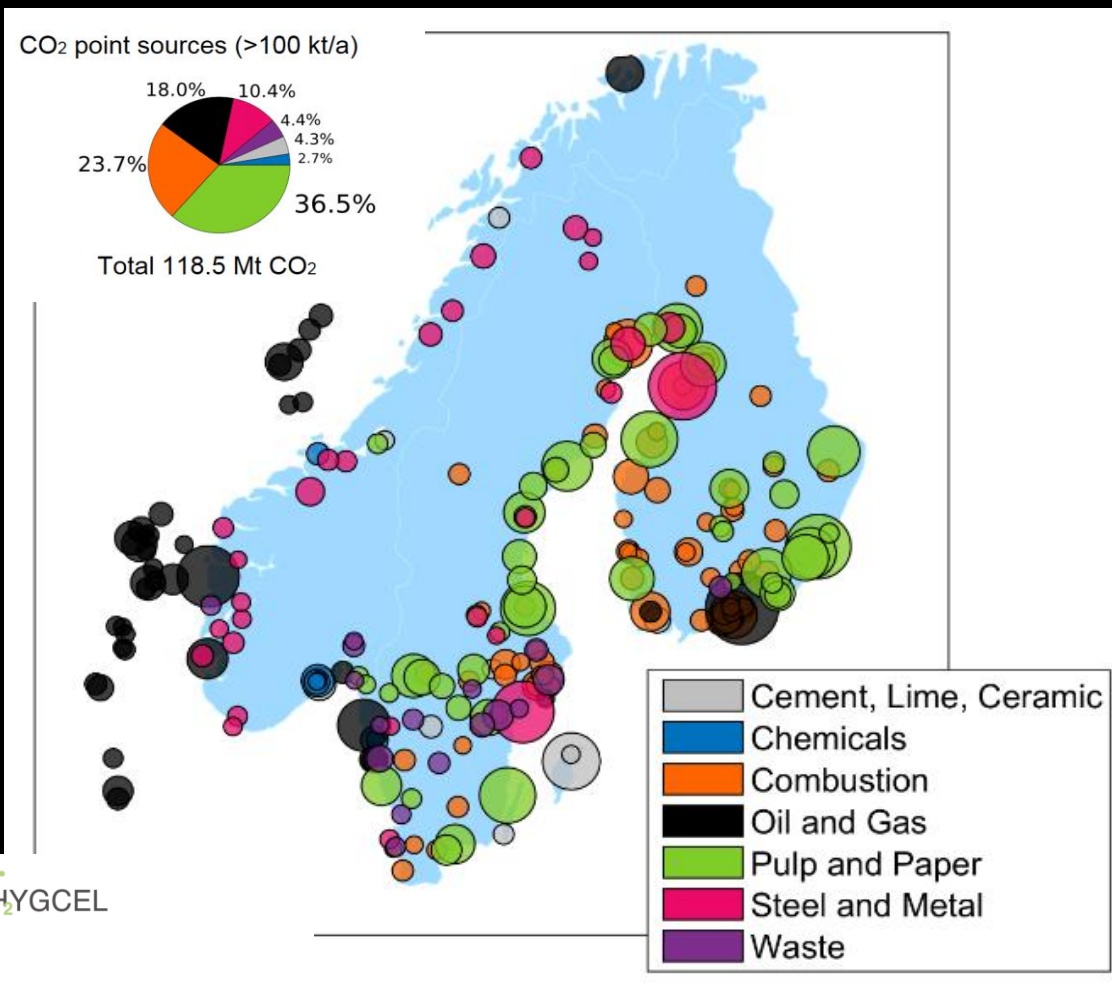 CO₂ point sources (>100 kt/a)
18.0%
10.4%
4.4%
4.3%
2.7%
23.7%
36.5%
Total 118.5 Mt CO₂
Cement, Lime, Ceramic
Chemicals
Combustion
Oil and Gas
Pulp and Paper
Steel and Metal
Waste
H₂YGCEL